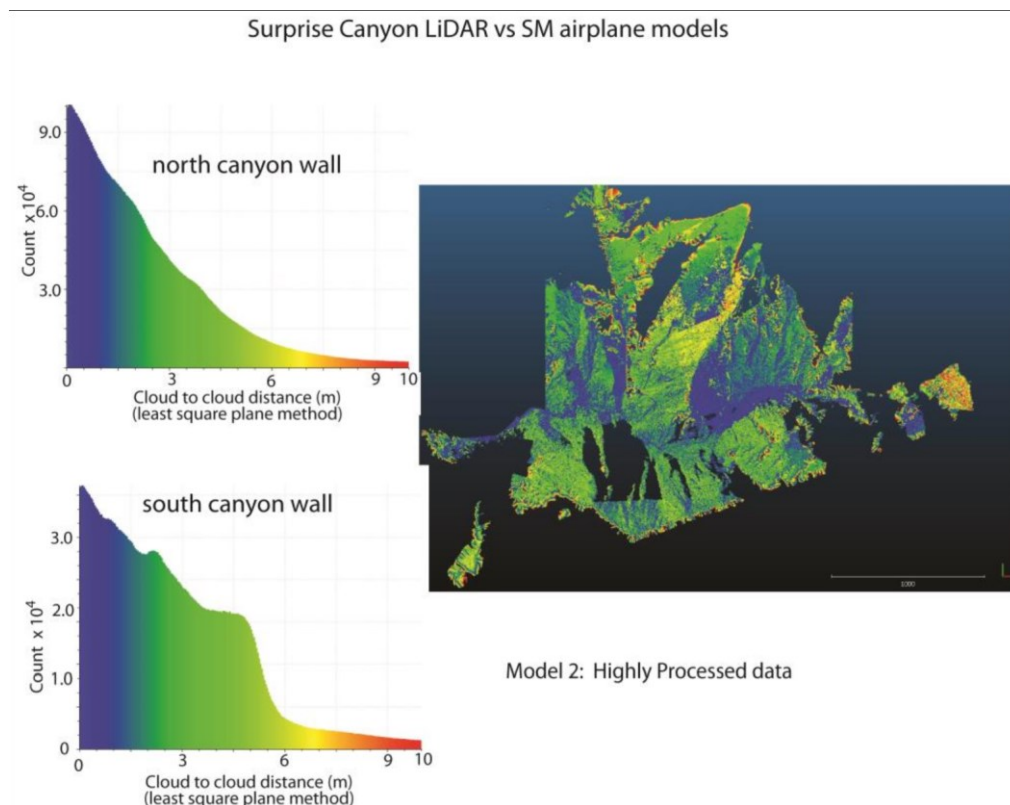 Surprise Canyon LiDAR vs SM airplane models
9.0
6.0
3.0
Count x 10⁴
north canyon wall
0 3 6 9 10
Cloud to cloud distance (m)
(least square plane method)
3.0
2.0
1.0
0
Count x 10⁴
south canyon wall
0 3 6 9 10
Cloud to cloud distance (m)
(least square plane method)
1000
Model 2: Highly Processed data